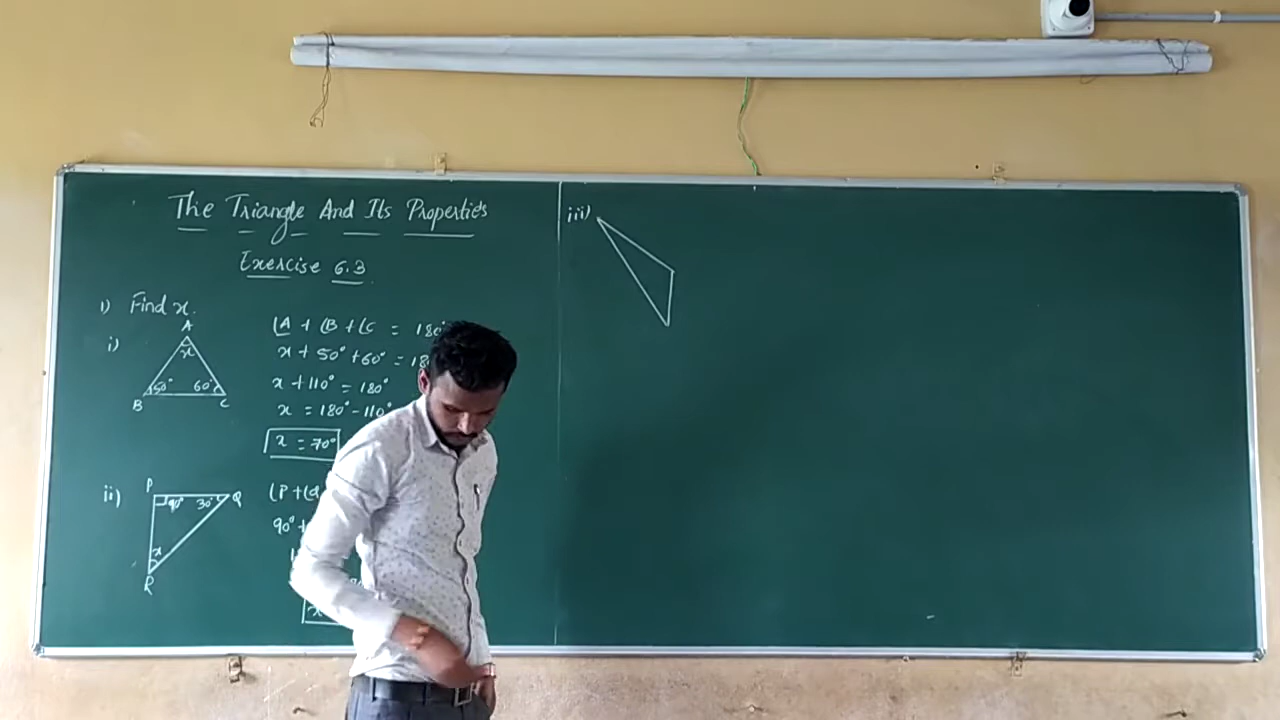 The Triangle And Its Properties
Exercise 6.3
1) Find x.
i)
A
x
50° 60°
B C
∠A + ∠B + ∠C = 180°
x + 50° + 60° = 18
x + 110° = 180°
x = 180° - 110°
x = 70°
ii)
P Q
90° 30°
x
R
∠P + ∠Q
90° +
x
iii)